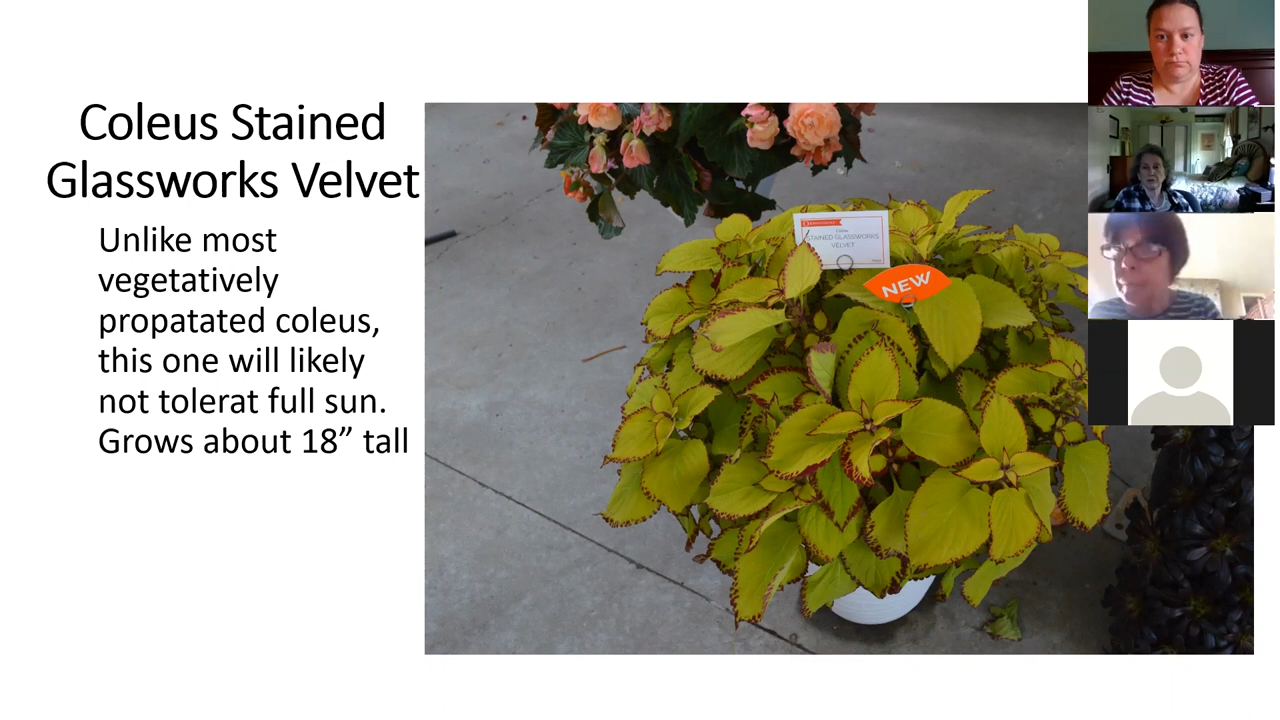 Coleus Stained
Glassworks Velvet
Unlike most
vegetatively
propatated coleus,
this one will likely
not tolerat full sun.
Grows about 18” tall
STAINED GLASSWORKS
VELVET
NEW